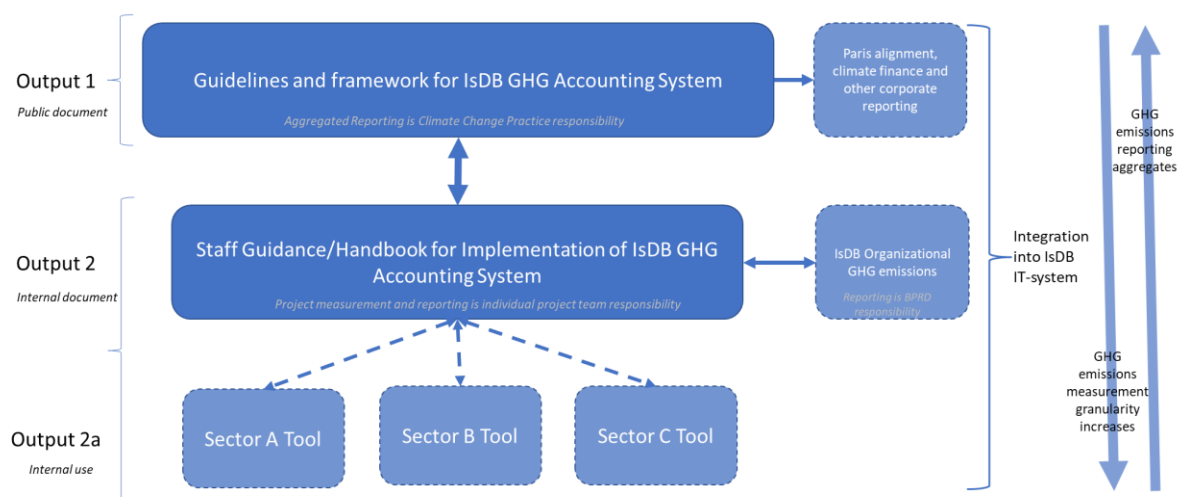 Output 1
Public document
Guidelines and framework for IsDB GHG Accounting System
Aggregated Reporting is Climate Change Practice responsibility
Paris alignment,
climate finance and
other corporate
reporting
GHG
emissions
reporting
aggregates
Output 2
Internal document
Staff Guidance/Handbook for Implementation of IsDB GHG
Accounting System
Project measurement and reporting is individual project team responsibility
IsDB Organizational
GHG emissions
Reporting is BPRD
responsibility
Integration
into IsDB
IT-system
GHG
emissions
measurement
granularity
increases
Output 2a
Internal use
Sector A Tool
Sector B Tool
Sector C Tool